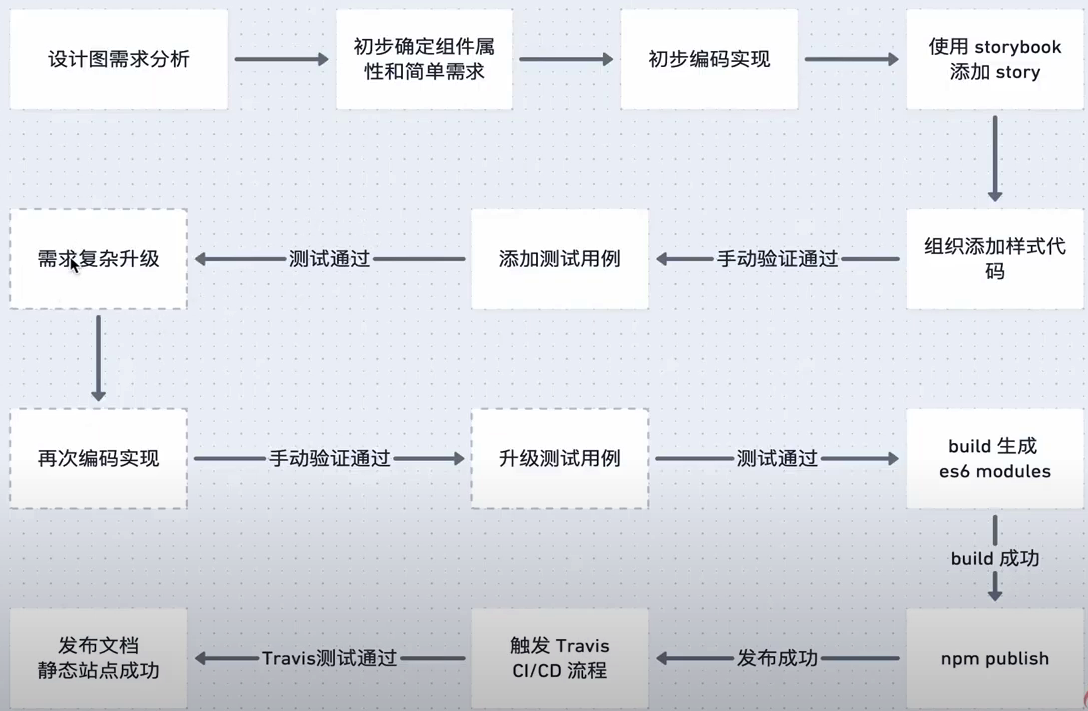 设计图需求分析
初步确定组件属
性和简单需求
初步编码实现
使用 storybook
添加 story
组织添加样式代
码
手动验证通过
添加测试用例
测试通过
需求复杂升级
再次编码实现
手动验证通过
升级测试用例
测试通过
build 生成
es6 modules
build 成功
npm publish
发布成功
触发 Travis
CI/CD 流程
Travis测试通过
发布文档
静态站点成功